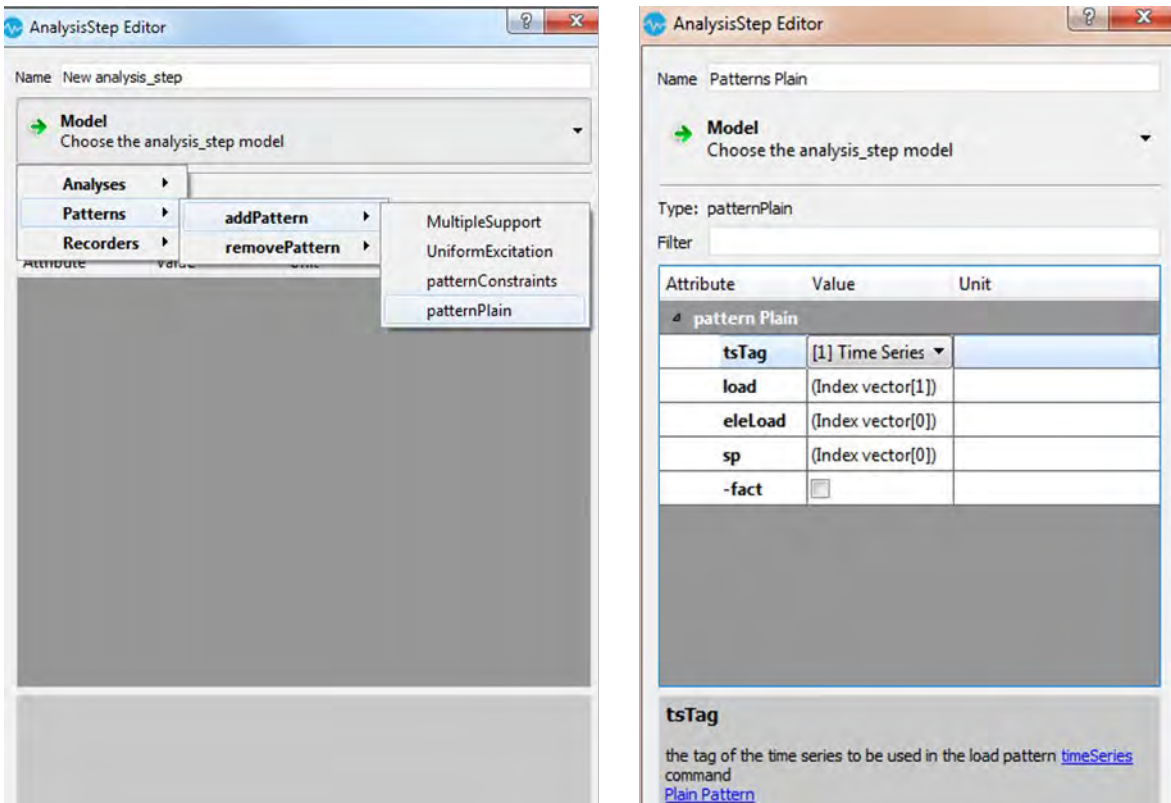 AnalysisStep Editor
Name New analysis_step
Model
Choose the analysis_step model
Analyses
Patterns
Recorders
addPattern
removePattern
MultipleSupport
UniformExcitation
patternConstraints
patternPlain
Attribute Value Unit
AnalysisStep Editor
Name Patterns Plain
Model
Choose the analysis_step model
Type: patternPlain
Filter
Attribute Value Unit
pattern Plain
tsTag [1] Time Series
load (Index vector[1])
eleLoad (Index vector[0])
sp (Index vector[0])
-fact
tsTag
the tag of the time series to be used in the load pattern timeSeries
command
Plain Pattern